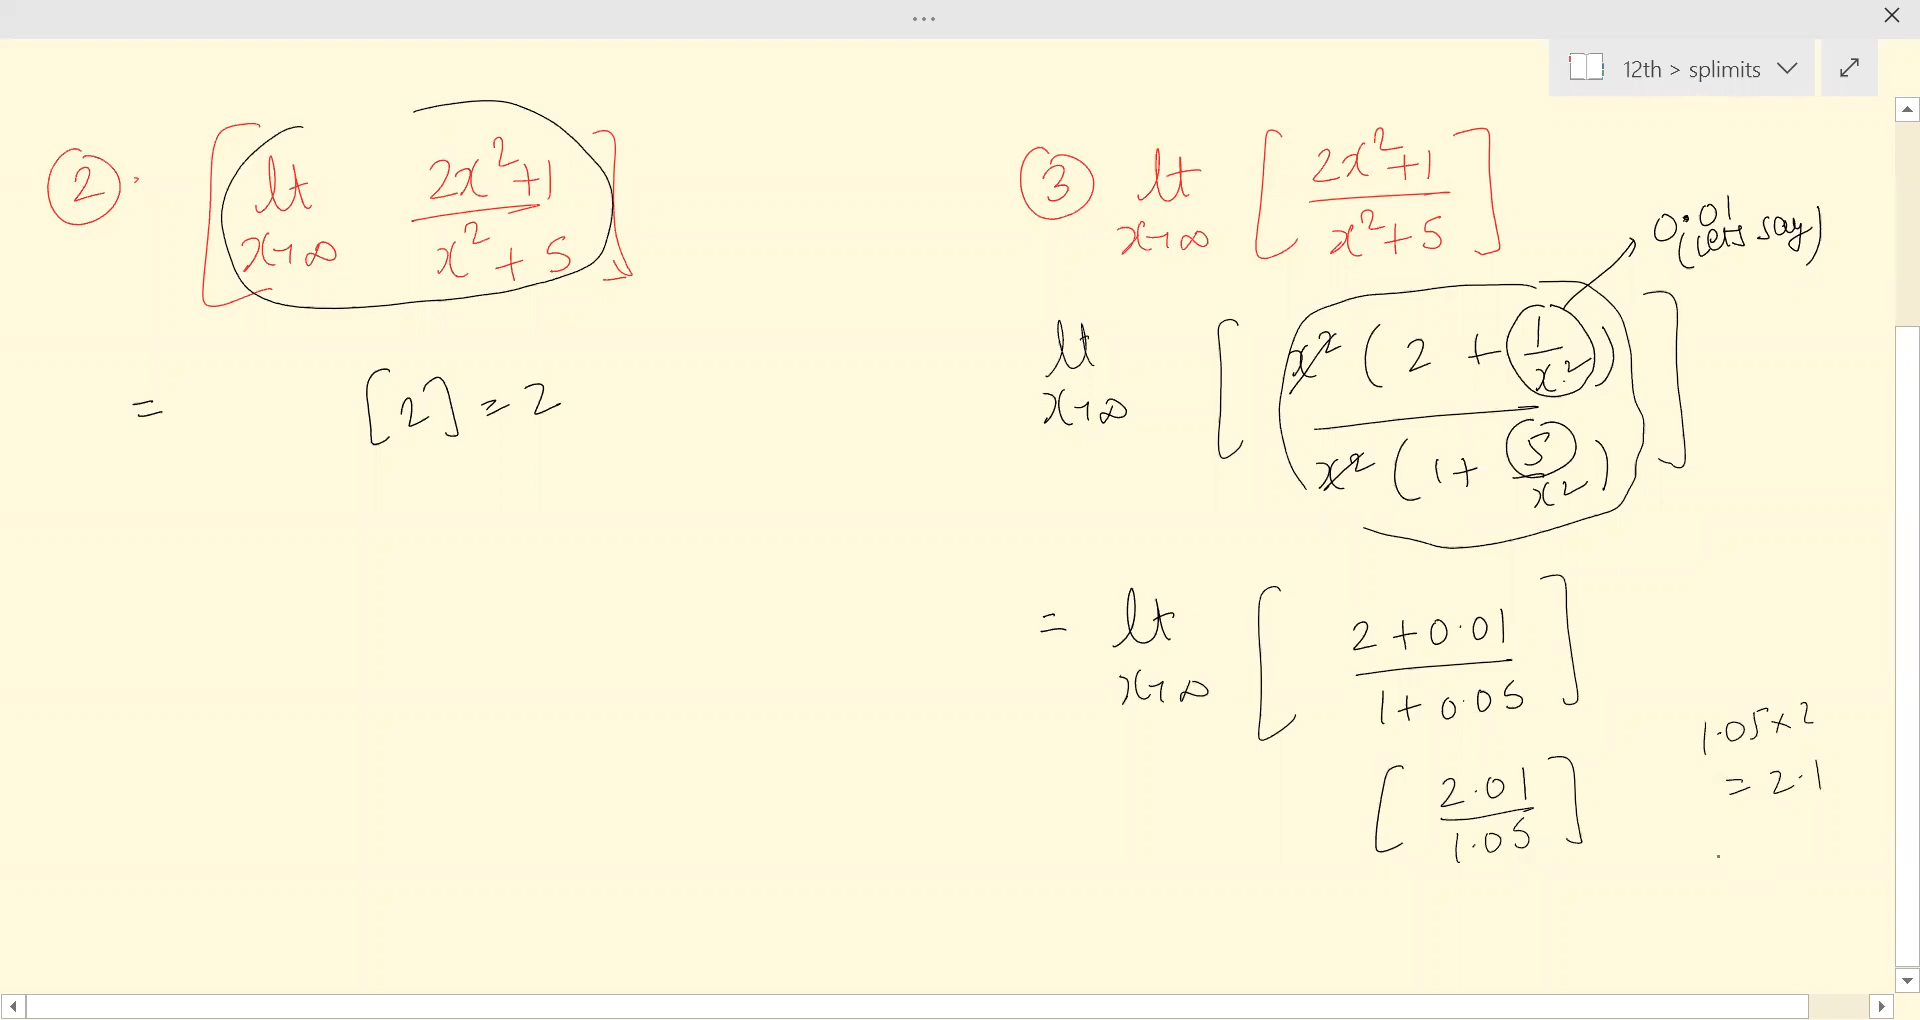 12th > splimits
② [ lt x→∞ (2x²+1)/(x²+5) ]
= [2] = 2
③ lt x→∞ [ (2x²+1)/(x²+5) ]
0.01
(lets say)
lt x→∞ [ x²(2 + 1/x²) / x²(1 + 5/x²) ]
= lt x→∞ [ (2+0.01)/(1+0.05) ]
[ 2.01/1.05 ]
1.05×2
= 2.1